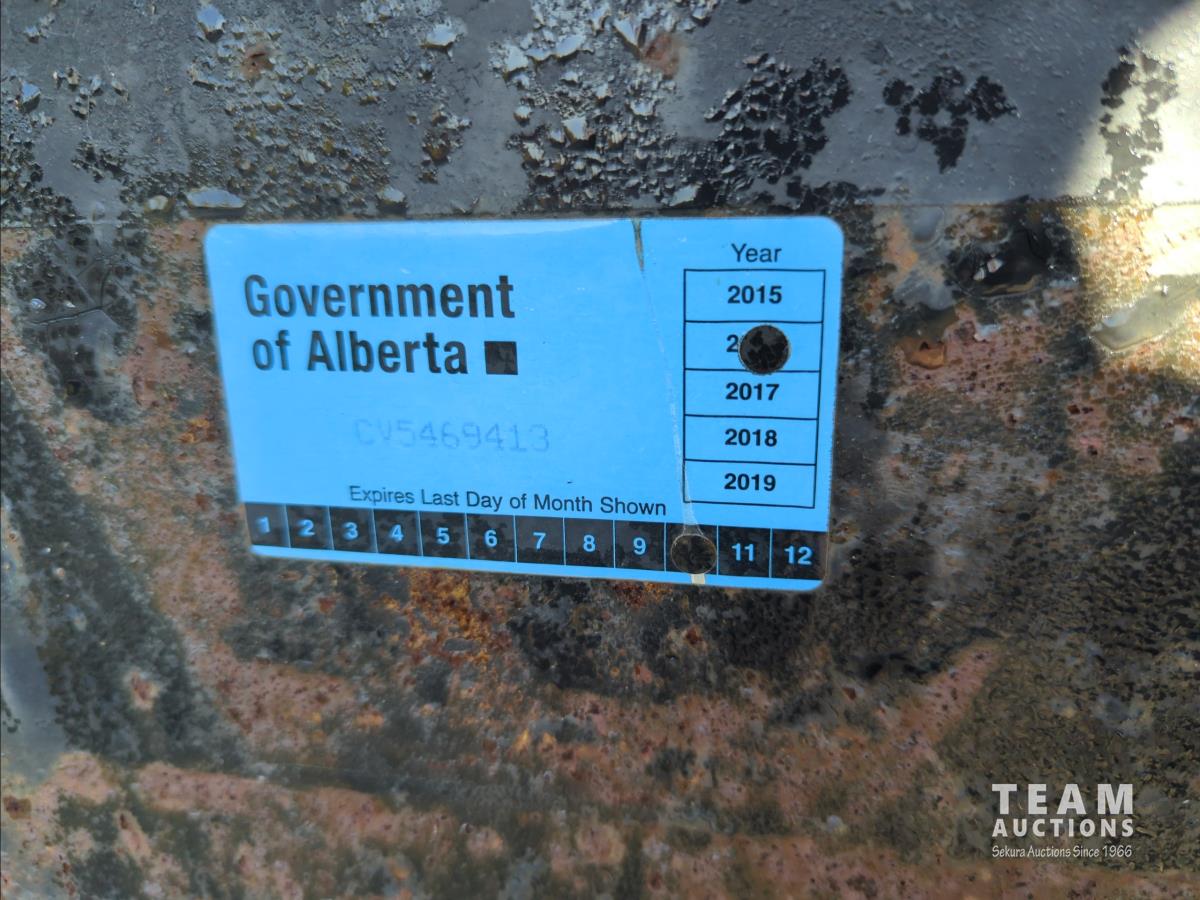 Government
of Alberta
Year
2015
2
2017
2018
2019
CV5469413
Expires Last Day of Month Shown
1 2 3 4 5 6 7 8 9 11 12
TEAM
AUCTIONS
Sekura Auctions Since 1966